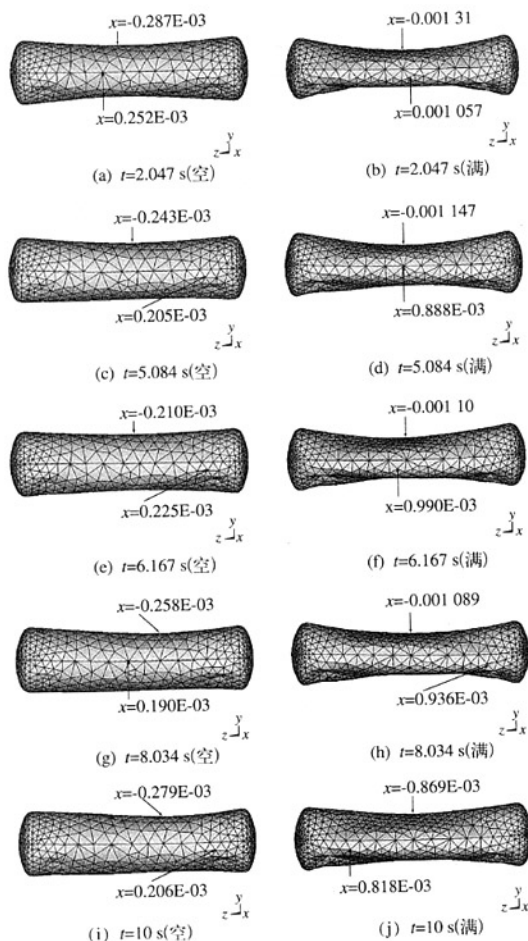 x=-0.287E-03
x=0.252E-03
y
z x
(a) t=2.047 s(空)
x=-0.001 31
x=0.001 057
y
z x
(b) t=2.047 s(满)
x=-0.243E-03
x=0.205E-03
y
z x
(c) t=5.084 s(空)
x=-0.001 147
x=0.888E-03
y
z x
(d) t=5.084 s(满)
x=-0.210E-03
x=0.225E-03
y
z x
(e) t=6.167 s(空)
x=-0.001 10
x=0.990E-03
y
z x
(f) t=6.167 s(满)
x=-0.258E-03
x=0.190E-03
y
z x
(g) t=8.034 s(空)
x=-0.001 089
x=0.936E-03
y
z x
(h) t=8.034 s(满)
x=-0.279E-03
x=0.206E-03
y
z x
(i) t=10 s(空)
x=-0.869E-03
x=0.818E-03
y
z x
(j) t=10 s(满)